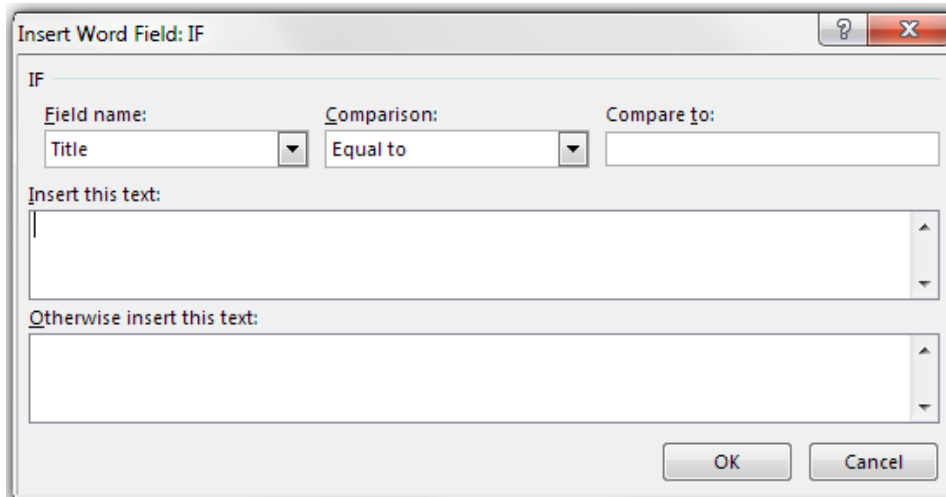 Insert Word Field: IF
IF
Field name: Comparison: Compare to:
Title Equal to
Insert this text:
Otherwise insert this text:
OK Cancel